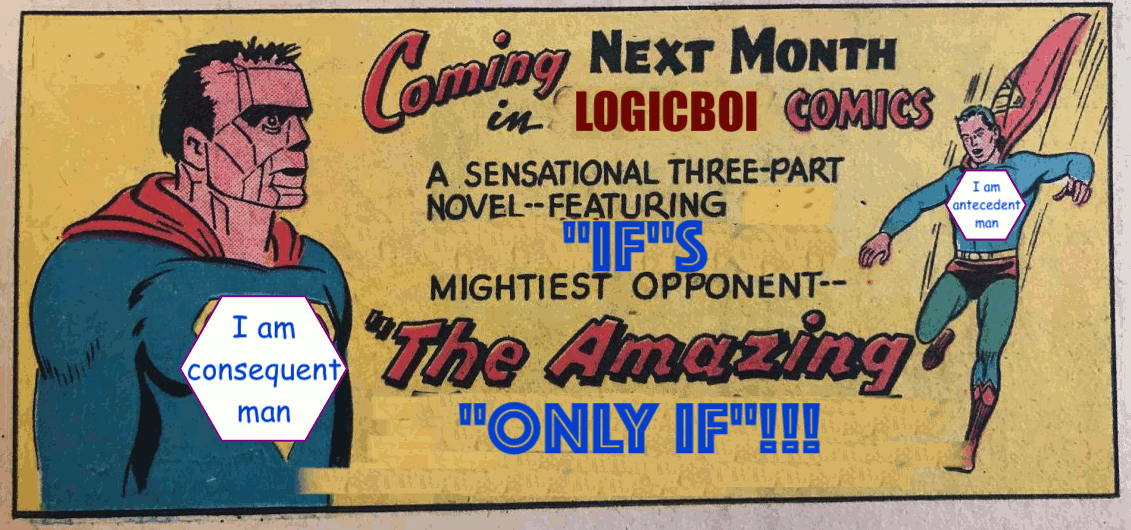 Coming NEXT MONTH
in LOGICBOI COMICS
A SENSATIONAL THREE-PART
NOVEL--FEATURING
"IF"S
MIGHTIEST OPPONENT--
"The Amazing
"ONLY IF"!!!
I am
consequent
man
I am
antecedent
man